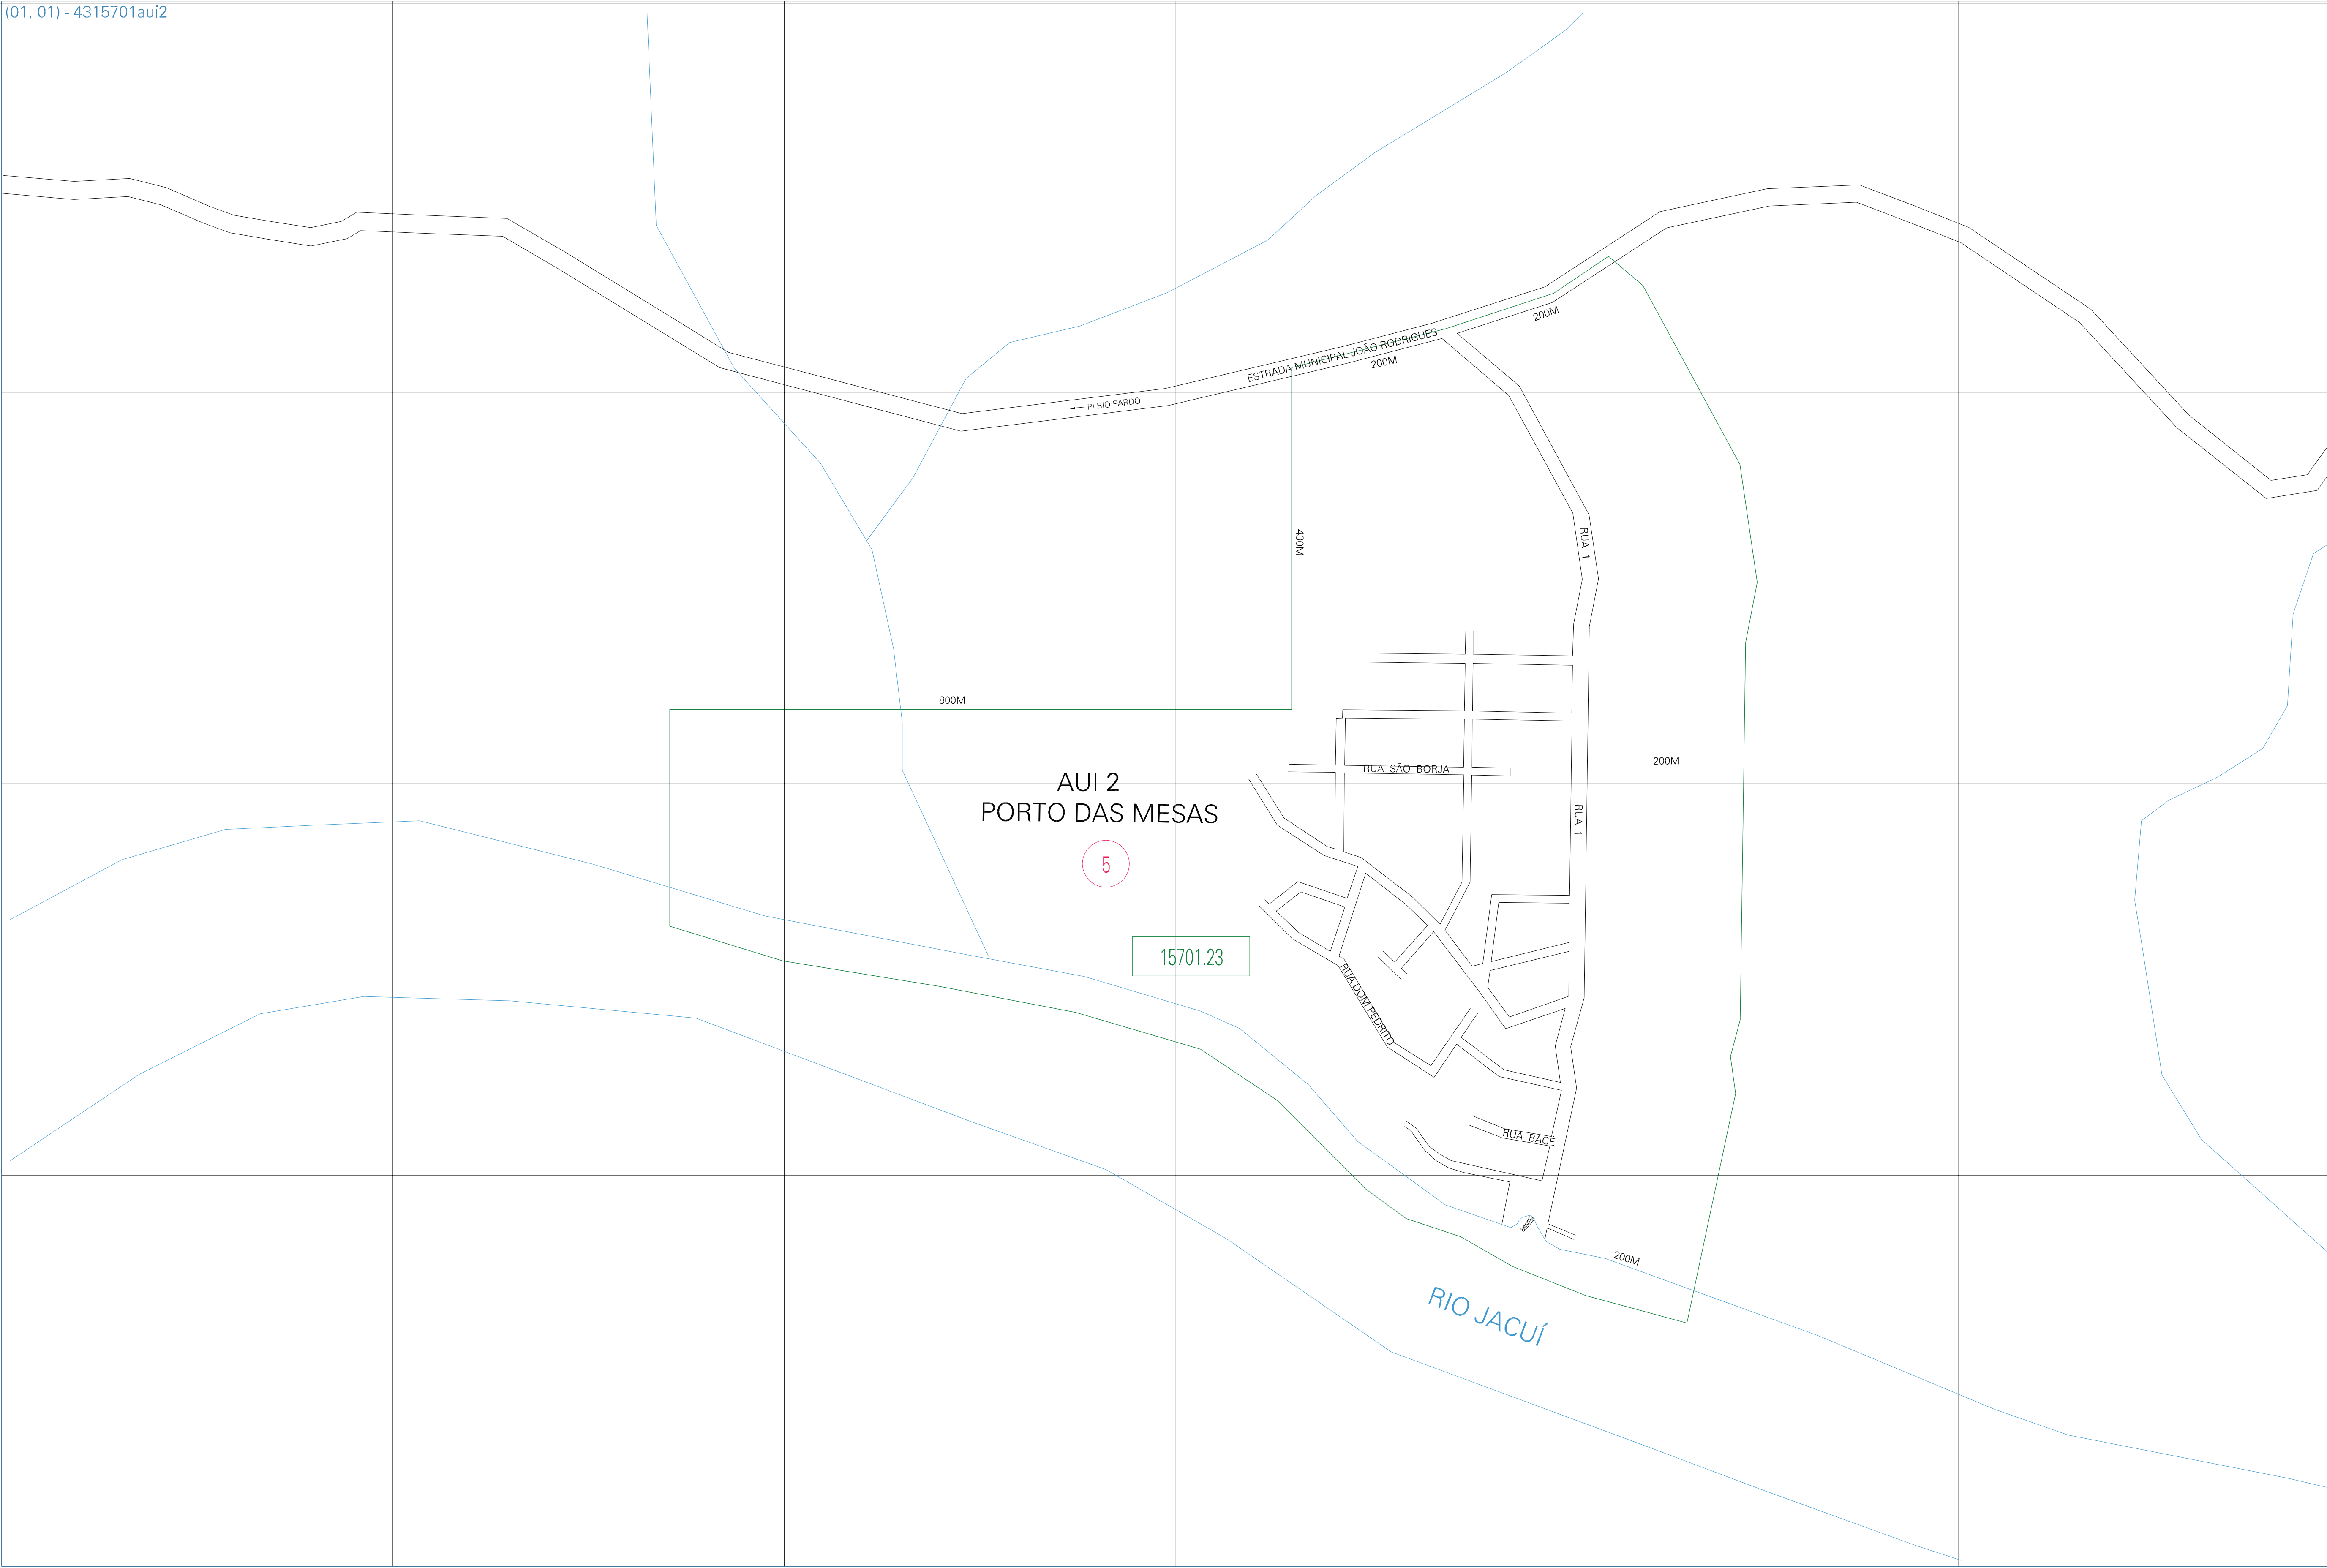 (01, 01) - 4315701aui2
200M
ESTRADA MUNICIPAL JOÃO RODRIGUES
200M
P/ RIO PARDO
430M
RUA 1
800M
200M
RUA SÃO BORJA
AUI 2
PORTO DAS MESAS
RUA 1
5
15701.23
RUA DOM PEDRITO
RUA BAGÉ
200M
RIO JACUÍ